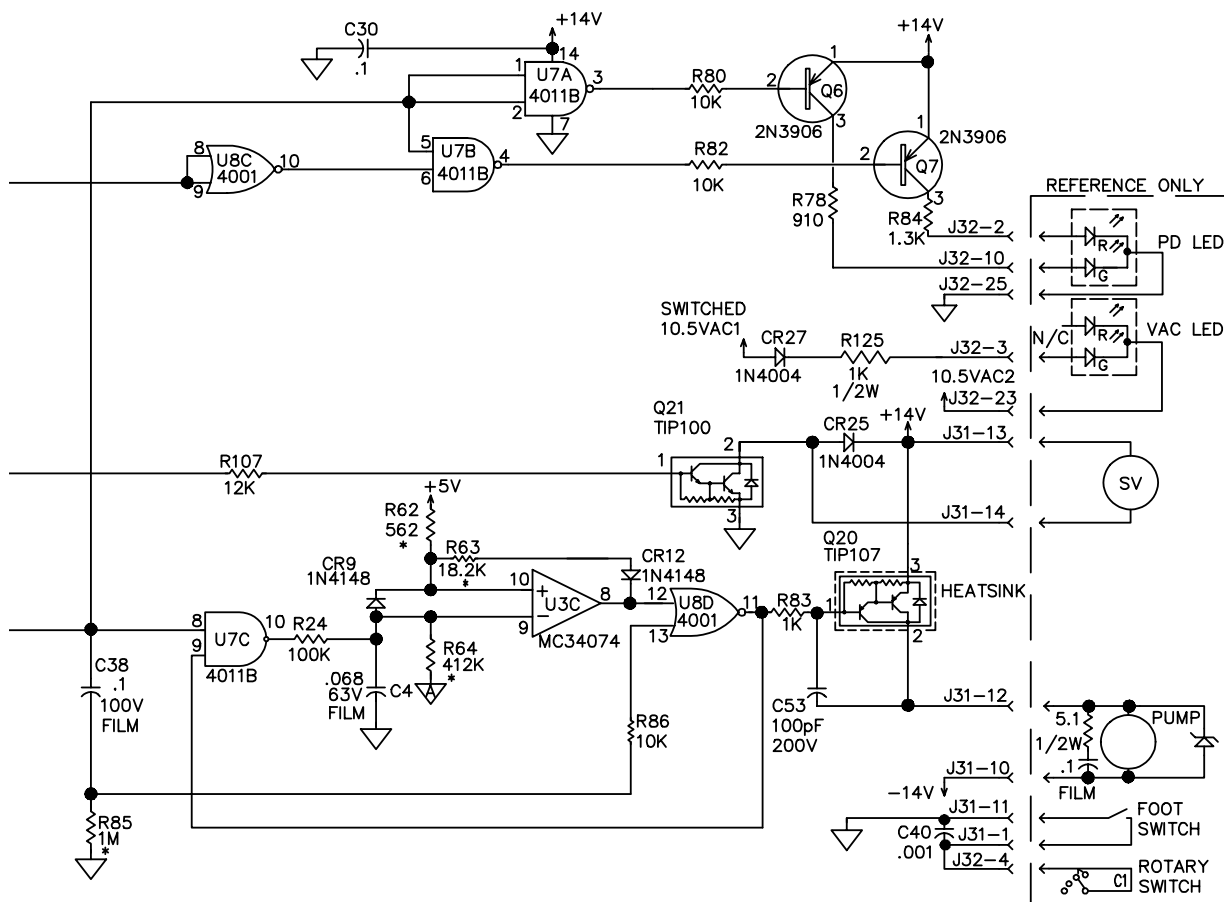 C30
.1
+14V
14
1
U7A
4011B
3
2
7
R80
10K
2
1
Q6
3
2N3906
+14V
8
U8C
4001
10
9
5
U7B
4011B
4
6
R82
10K
2
1
2N3906
Q7
3
R78
910
R84
1.3K
REFERENCE ONLY
J32-2
R
PD LED
J32-10
G
J32-25
SWITCHED
10.5VAC1
CR27
1N4004
R125
1K
1/2W
J32-3
N/C
R
VAC LED
G
10.5VAC2
J32-23
Q21
TIP100
1
2
3
CR25
1N4004
+14V
J31-13
SV
J31-14
R107
12K
+5V
R62
562
*
R63
18.2K
*
CR9
1N4148
CR12
1N4148
10
+
U3C
8
−
9
MC34074
12
U8D
4001
11
13
R83
1K
Q20
TIP107
3
1
2
HEATSINK
8
U7C
4011B
10
9
R24
100K
.068
63V
FILM
C4
R64
412K
*
A
C38
.1
100V
FILM
R86
10K
C53
100pF
200V
J31-12
5.1
1/2W
PUMP
.1
FILM
J31-10
-14V
R85
1M
*
J31-11
C40
.001
J31-1
FOOT
SWITCH
J32-4
C1
ROTARY
SWITCH